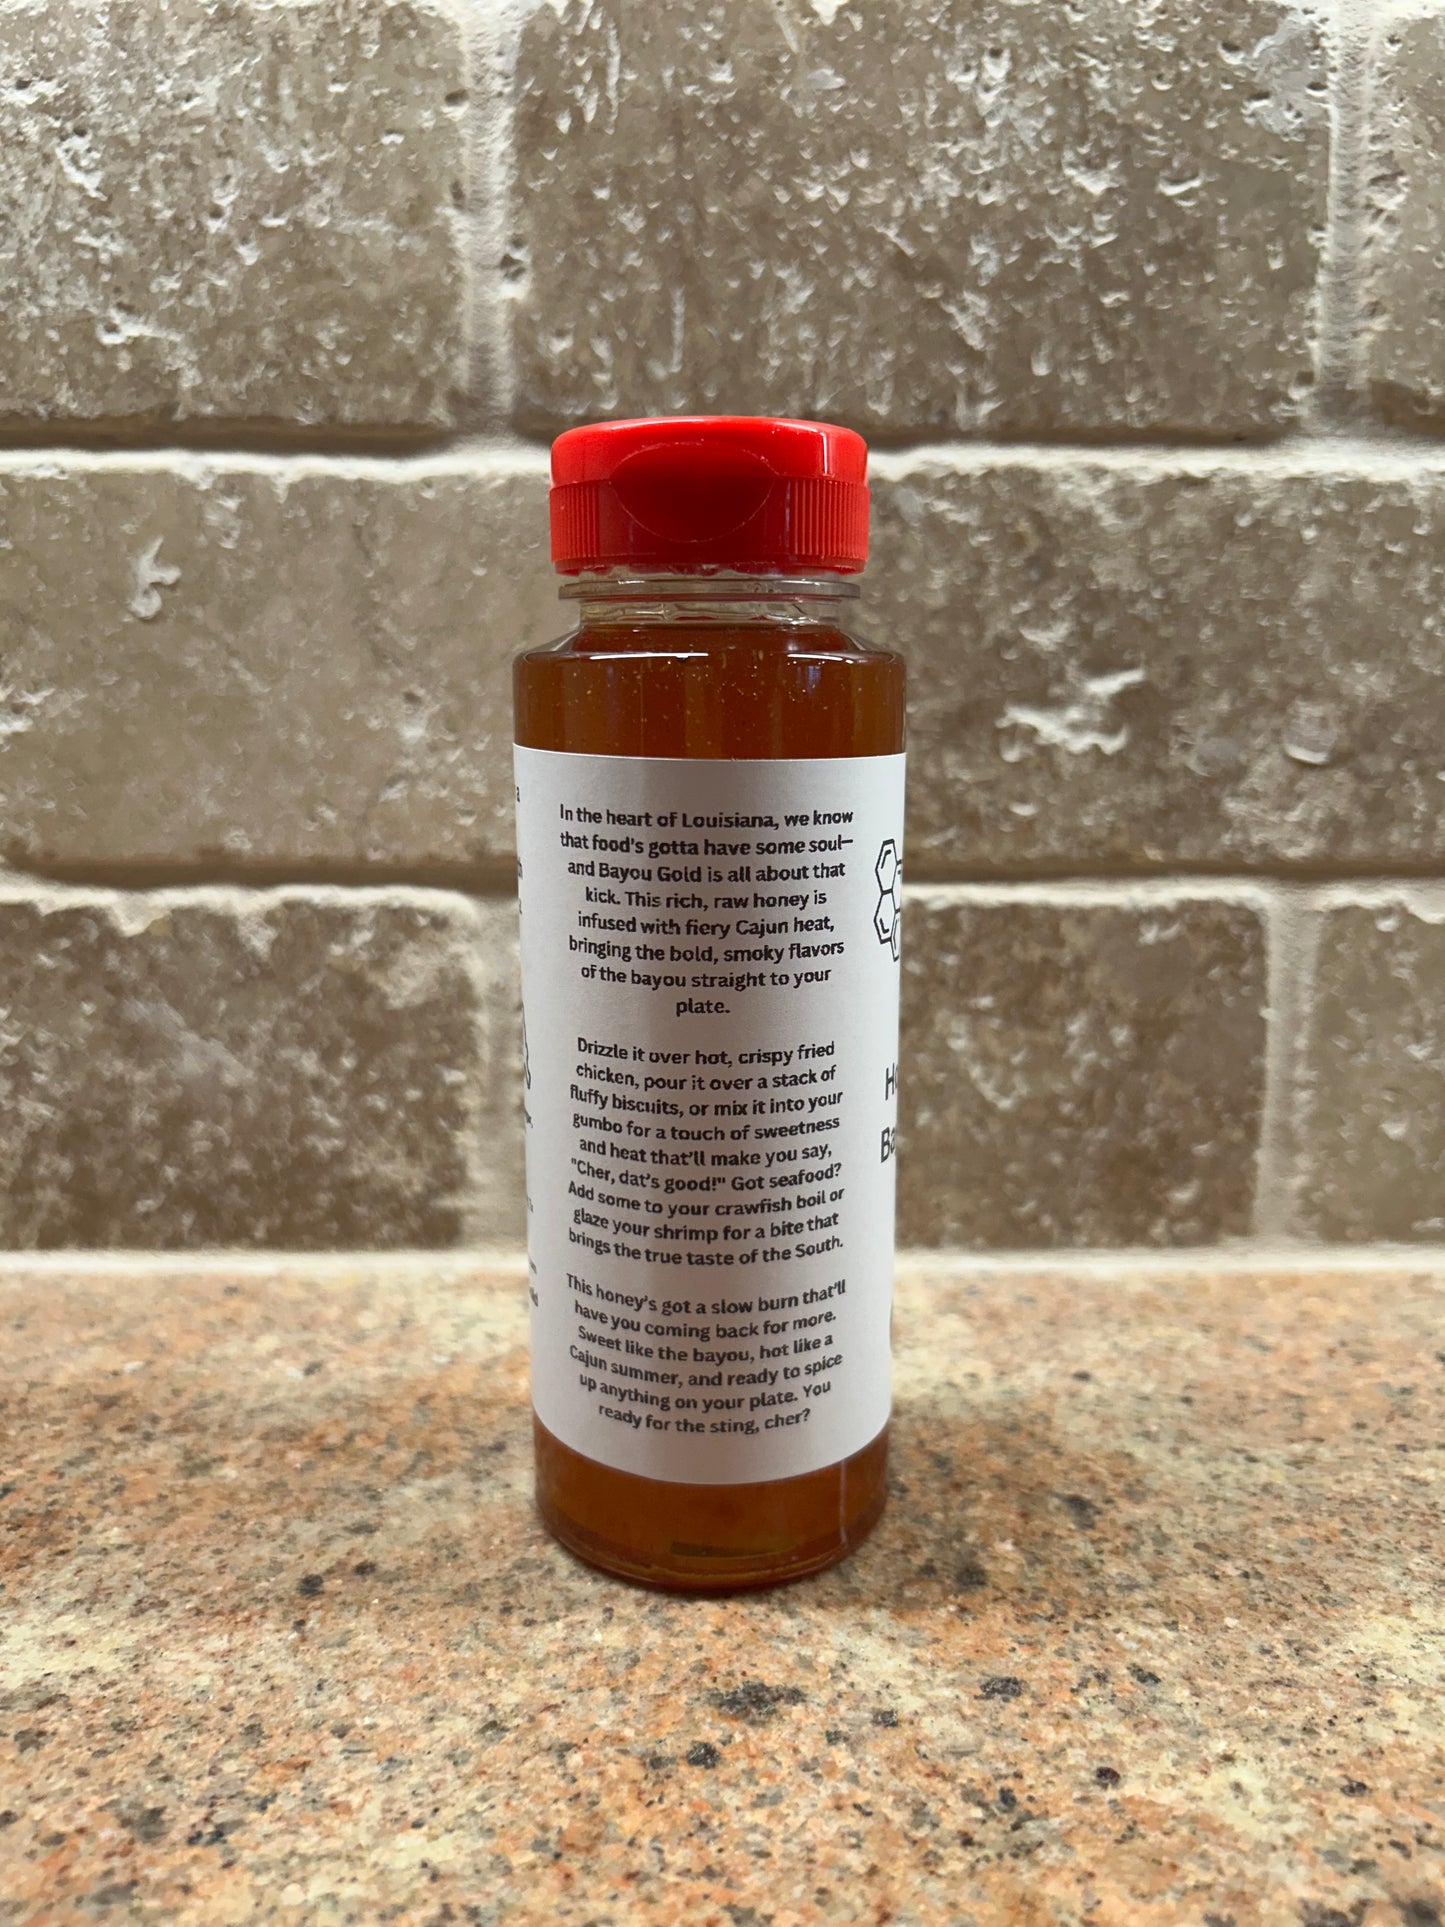 In the heart of Louisiana, we know
that food's gotta have some soul—
and Bayou Gold is all about that
kick. This rich, raw honey is
infused with fiery Cajun heat,
bringing the bold, smoky flavors
of the bayou straight to your
plate.
Drizzle it over hot, crispy fried
chicken, pour it over a stack of
fluffy biscuits, or mix it into your
gumbo for a touch of sweetness
and heat that'll make you say,
"Cher, dat's good!" Got seafood?
Add some to your crawfish boil or
glaze your shrimp for a bite that
brings the true taste of the South.
This honey's got a slow burn that'll
have you coming back for more.
Sweet like the bayou, hot like a
Cajun summer, and ready to spice
up anything on your plate. You
ready for the sting, cher?